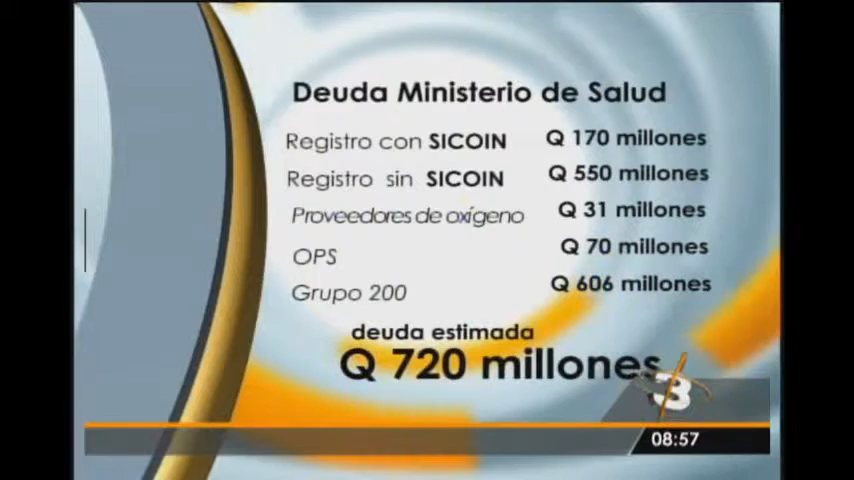 Deuda Ministerio de Salud
Registro con SICOIN Q 170 millones
Registro sin SICOIN Q 550 millones
Proveedores de oxígeno Q 31 millones
OPS Q 70 millones
Grupo 200 Q 606 millones
deuda estimada
Q 720 millones
3
08:57